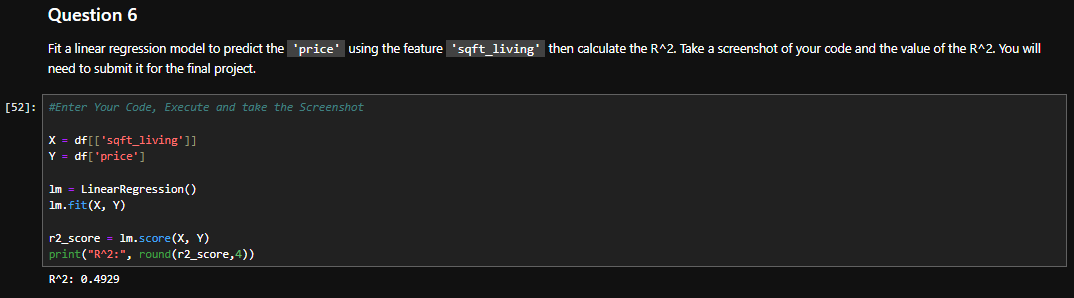 Question 6
Fit a linear regression model to predict the 'price' using the feature 'sqft_living' then calculate the R^2. Take a screenshot of your code and the value of the R^2. You will
need to submit it for the final project.
[52]: #Enter Your Code, Execute and take the Screenshot
X = df[['sqft_living']]
Y = df['price']
lm = LinearRegression()
lm.fit(X, Y)
r2_score = lm.score(X, Y)
print("R^2:", round(r2_score,4))
R^2: 0.4929